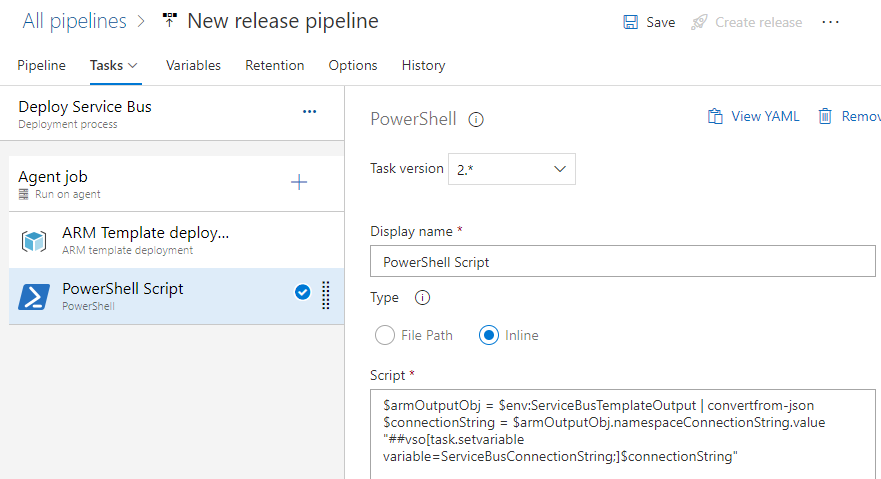 All pipelines > New release pipeline
Save
Create release
...
Pipeline
Tasks
Variables
Retention
Options
History
Deploy Service Bus
...
Deployment process
Agent job
Run on agent
ARM Template deploy...
ARM template deployment
PowerShell Script
PowerShell
PowerShell
View YAML
Remov
Task version
2.*
Display name *
PowerShell Script
Type
File Path
Inline
Script *
$armOutputObj = $env:ServiceBusTemplateOutput | convertfrom-json
$connectionString = $armOutputObj.namespaceConnectionString.value
"##vso[task.setvariable
variable=ServiceBusConnectionString;]$connectionString"